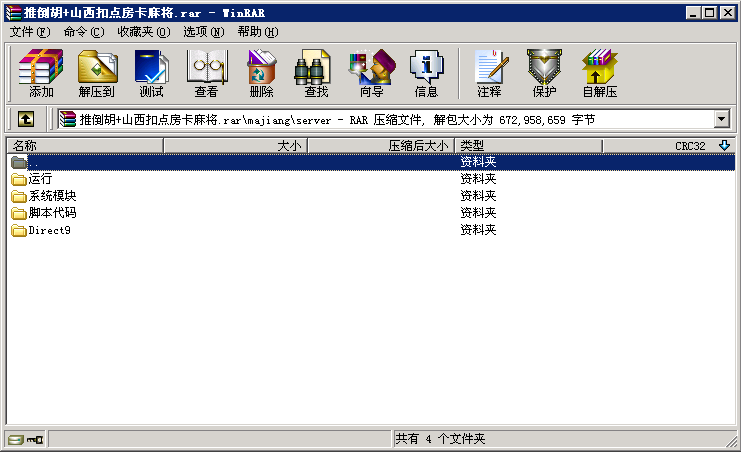 推倒胡+山西扣点房卡麻将.rar - WinRAR
文件(F) 命令(C) 收藏夹(O) 选项(N) 帮助(H)
添加 解压到 测试 查看 删除 查找 向导 信息 注释 保护 自解压
推倒胡+山西扣点房卡麻将.rar\majiang\server - RAR 压缩文件, 解包大小为 672,958,659 字节
名称 大小 压缩后大小 类型 CRC32
.. 资料夹
运行 资料夹
系统模块 资料夹
脚本代码 资料夹
Direct9 资料夹
共有 4 个文件夹